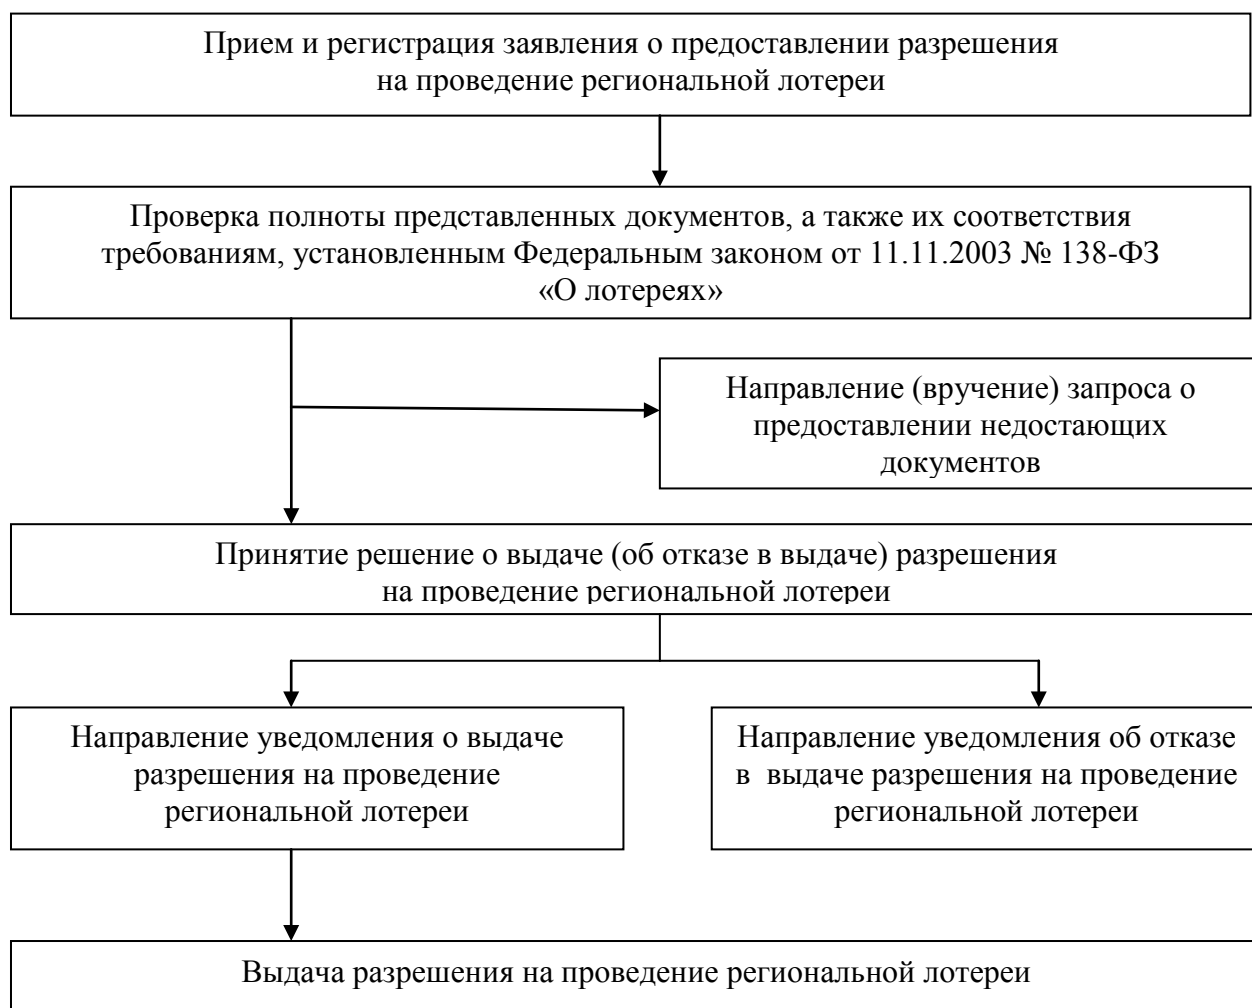 Прием и регистрация заявления о предоставлении разрешения
на проведение региональной лотереи
Проверка полноты представленных документов, а также их соответствия
требованиям, установленным Федеральным законом от 11.11.2003 № 138-ФЗ
«О лотереях»
Направление (вручение) запроса о
предоставлении недостающих
документов
Принятие решение о выдаче (об отказе в выдаче) разрешения
на проведение региональной лотереи
Направление уведомления о выдаче
разрешения на проведение
региональной лотереи
Направление уведомления об отказе
в  выдаче разрешения на проведение
региональной лотереи
Выдача разрешения на проведение региональной лотереи